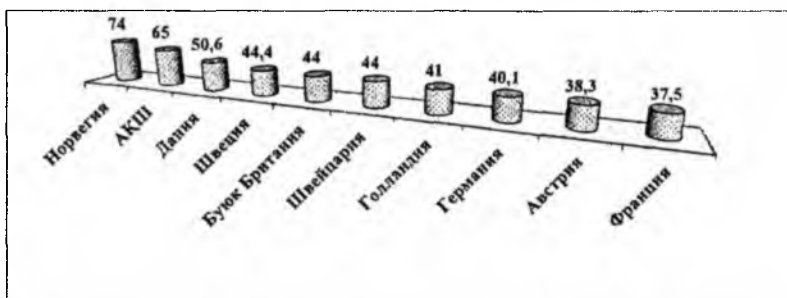 74
65
50,6
44,4
44
44
41
40,1
38,3
37,5
Норвегия
АКШ
Дания
Швеция
Буюк Британия
Швейцария
Голландия
Германия
Австрия
Франция